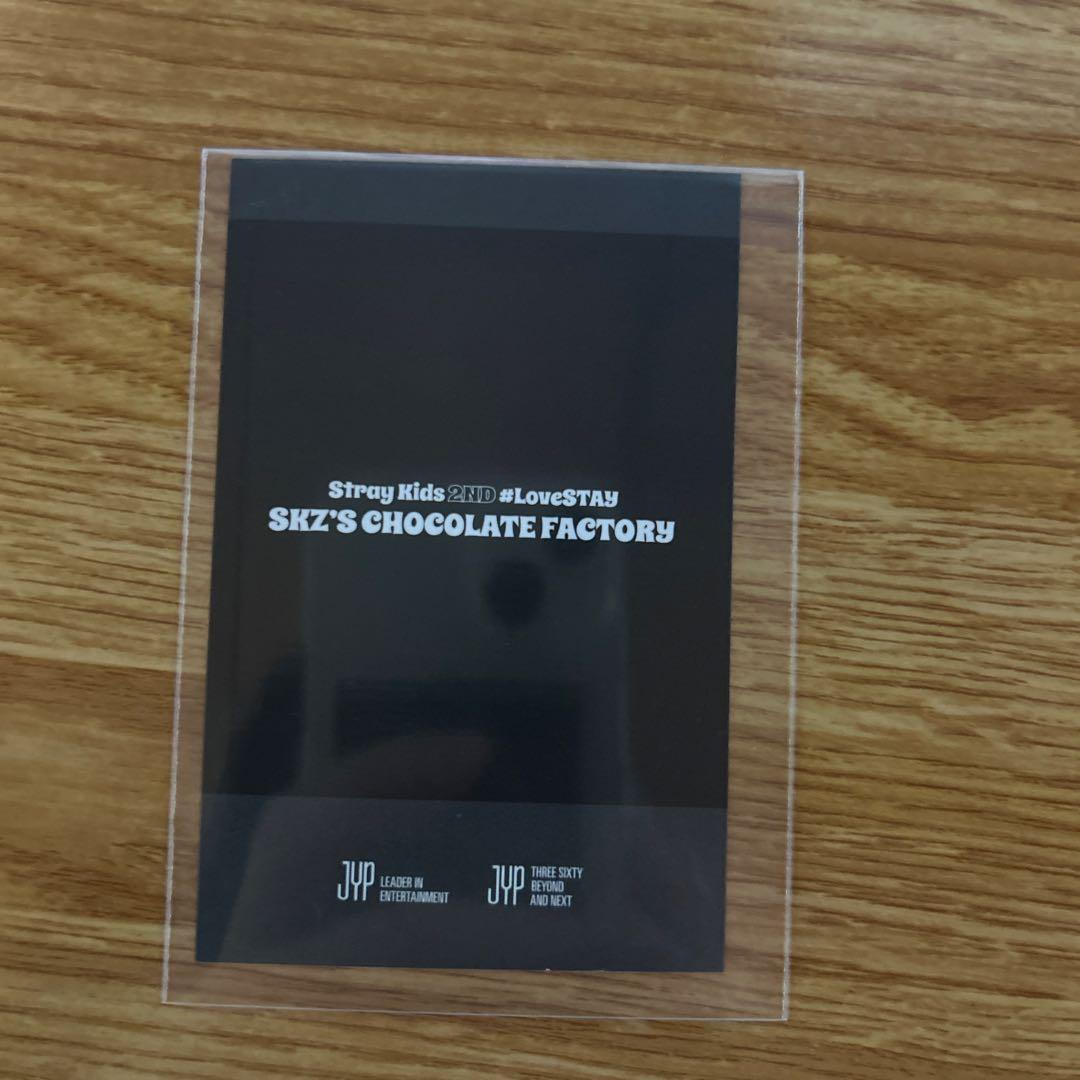 Stray Kids 2ND #LoveSTAY
SKZ'S CHOCOLATE FACTORY
JYP LEADER IN
ENTERTAINMENT
JYP THREE SIXTY
BEYOND
AND NEXT